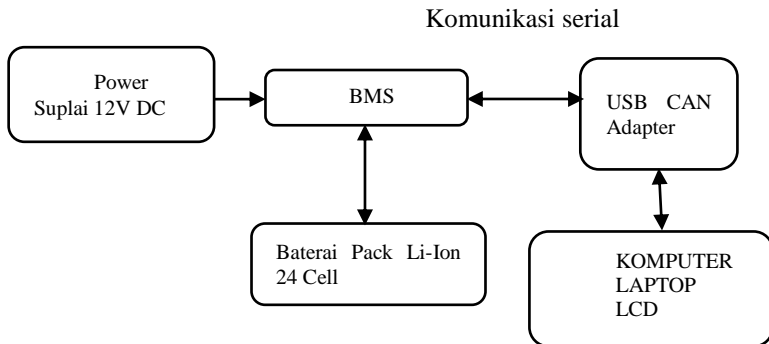 Komunikasi serial
Power
Suplai 12V DC
BMS
USB CAN
Adapter
Baterai Pack Li-Ion
24 Cell
KOMPUTER
LAPTOP
LCD